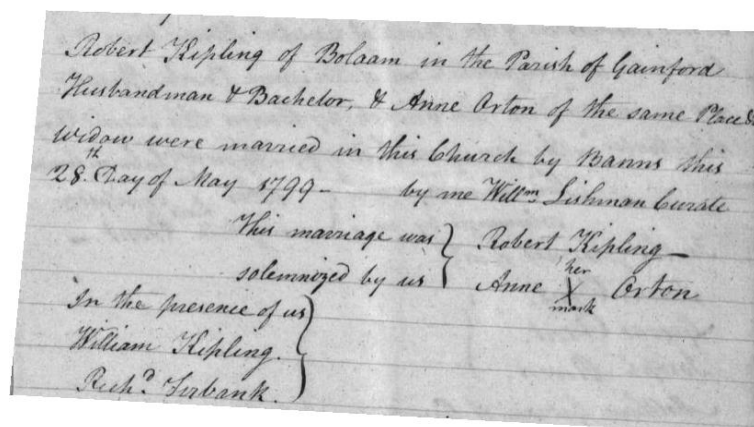 Robert Kipling of Bolaam in the Parish of Gainford
Husbandman & Bachelor, & Anne Orton of the same Place &
Widow were married in this Church by Banns this
28.th Day of May 1799 – by me Willm Lishman Curate
This marriage was } Robert Kipling
solemnized by us } Anne her X mark Orton
In the presence of us }
William Kipling.
Richd. Firbank.